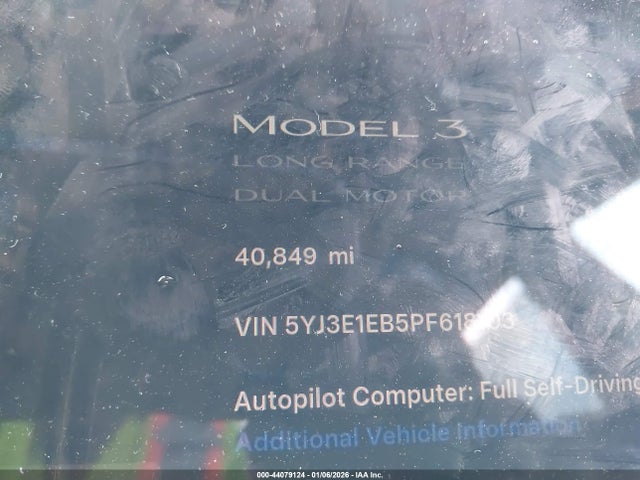 MODEL 3
LONG RANGE
DUAL MOTOR
40,849 mi
VIN
Autopilot Computer: Full Self-Driving
Additional Vehicle Information
000-44079124 - 01/06/2026 - IAA Inc.